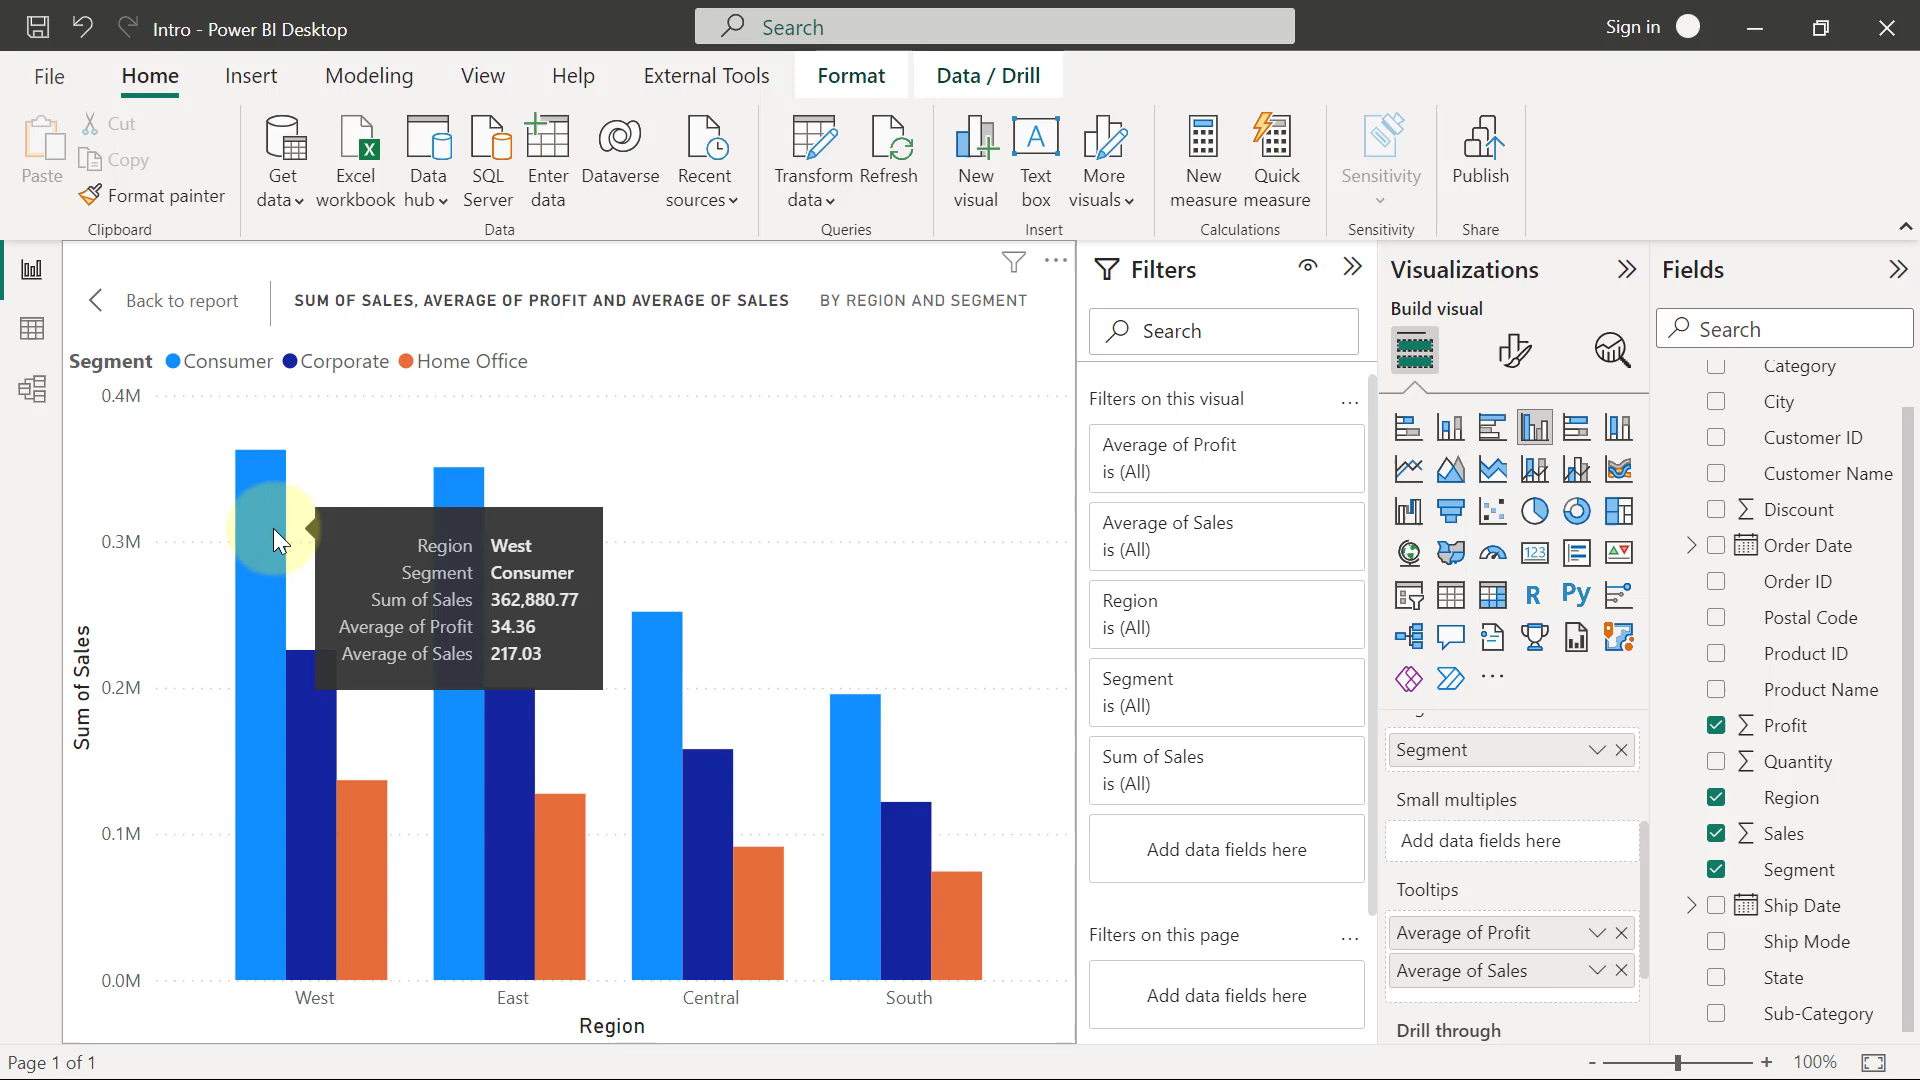 Intro - Power BI Desktop
Search
Sign in
File
Home
Insert
Modeling
View
Help
External Tools
Format
Data / Drill
Paste
Cut
Copy
Format painter
Clipboard
Get
data
Excel
workbook
Data
hub
SQL
Server
Enter
data
Dataverse
Recent
sources
Data
Transform
data
Refresh
Queries
New
visual
A
Text
box
More
visuals
Insert
New
measure
Quick
measure
Calculations
Sensitivity
Sensitivity
Publish
Share
Back to report
SUM OF SALES, AVERAGE OF PROFIT AND AVERAGE OF SALES
BY REGION AND SEGMENT
Segment
Consumer
Corporate
Home Office
0.4M
0.3M
0.2M
0.1M
0.0M
Sum of Sales
Region West
Segment Consumer
Sum of Sales 362,880.77
Average of Profit 34.36
Average of Sales 217.03
West
East
Central
South
Region
Filters
Search
Filters on this visual
...
Average of Profit
is (All)
Average of Sales
is (All)
Region
is (All)
Segment
is (All)
Sum of Sales
is (All)
Add data fields here
Filters on this page
...
Add data fields here
Visualizations
Build visual
123
R
Py
...
Segment
Small multiples
Add data fields here
Tooltips
Average of Profit
Average of Sales
Drill through
Fields
Search
Category
City
Customer ID
Customer Name
∑ Discount
Order Date
Order ID
Postal Code
Product ID
Product Name
∑ Profit
∑ Quantity
Region
∑ Sales
Segment
Ship Date
Ship Mode
State
Sub-Category
Page 1 of 1
- + 100%